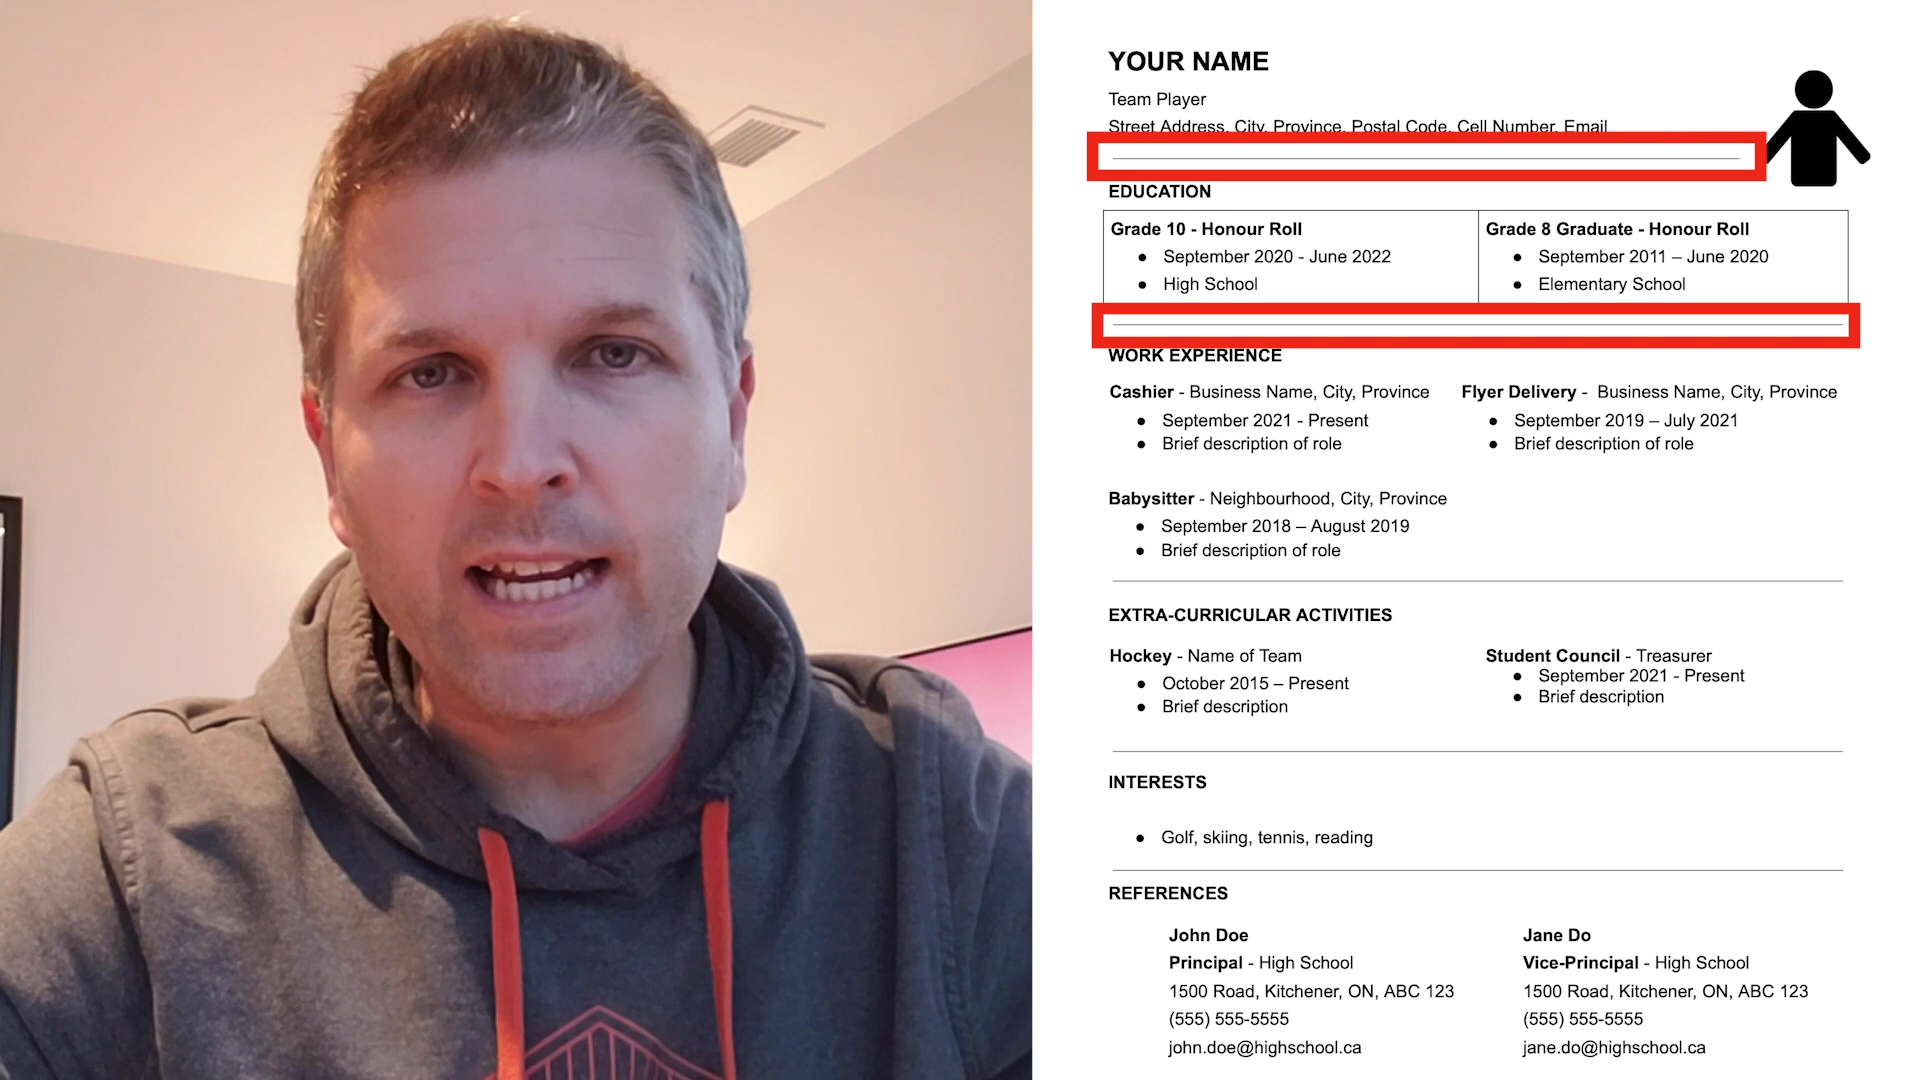 YOUR NAME
Team Player
Street Address, City, Province, Postal Code, Cell Number, Email
EDUCATION
Grade 10 - Honour Roll
● September 2020 - June 2022
● High School
Grade 8 Graduate - Honour Roll
● September 2011 – June 2020
● Elementary School
WORK EXPERIENCE
Cashier - Business Name, City, Province
● September 2021 - Present
● Brief description of role
Flyer Delivery - Business Name, City, Province
● September 2019 – July 2021
● Brief description of role
Babysitter - Neighbourhood, City, Province
● September 2018 – August 2019
● Brief description of role
EXTRA-CURRICULAR ACTIVITIES
Hockey - Name of Team
● October 2015 – Present
● Brief description
Student Council - Treasurer
● September 2021 - Present
● Brief description
INTERESTS
● Golf, skiing, tennis, reading
REFERENCES
John Doe
Principal - High School
1500 Road, Kitchener, ON, ABC 123
(555) 555-5555
john.doe@highschool.ca
Jane Do
Vice-Principal - High School
1500 Road, Kitchener, ON, ABC 123
(555) 555-5555
jane.do@highschool.ca